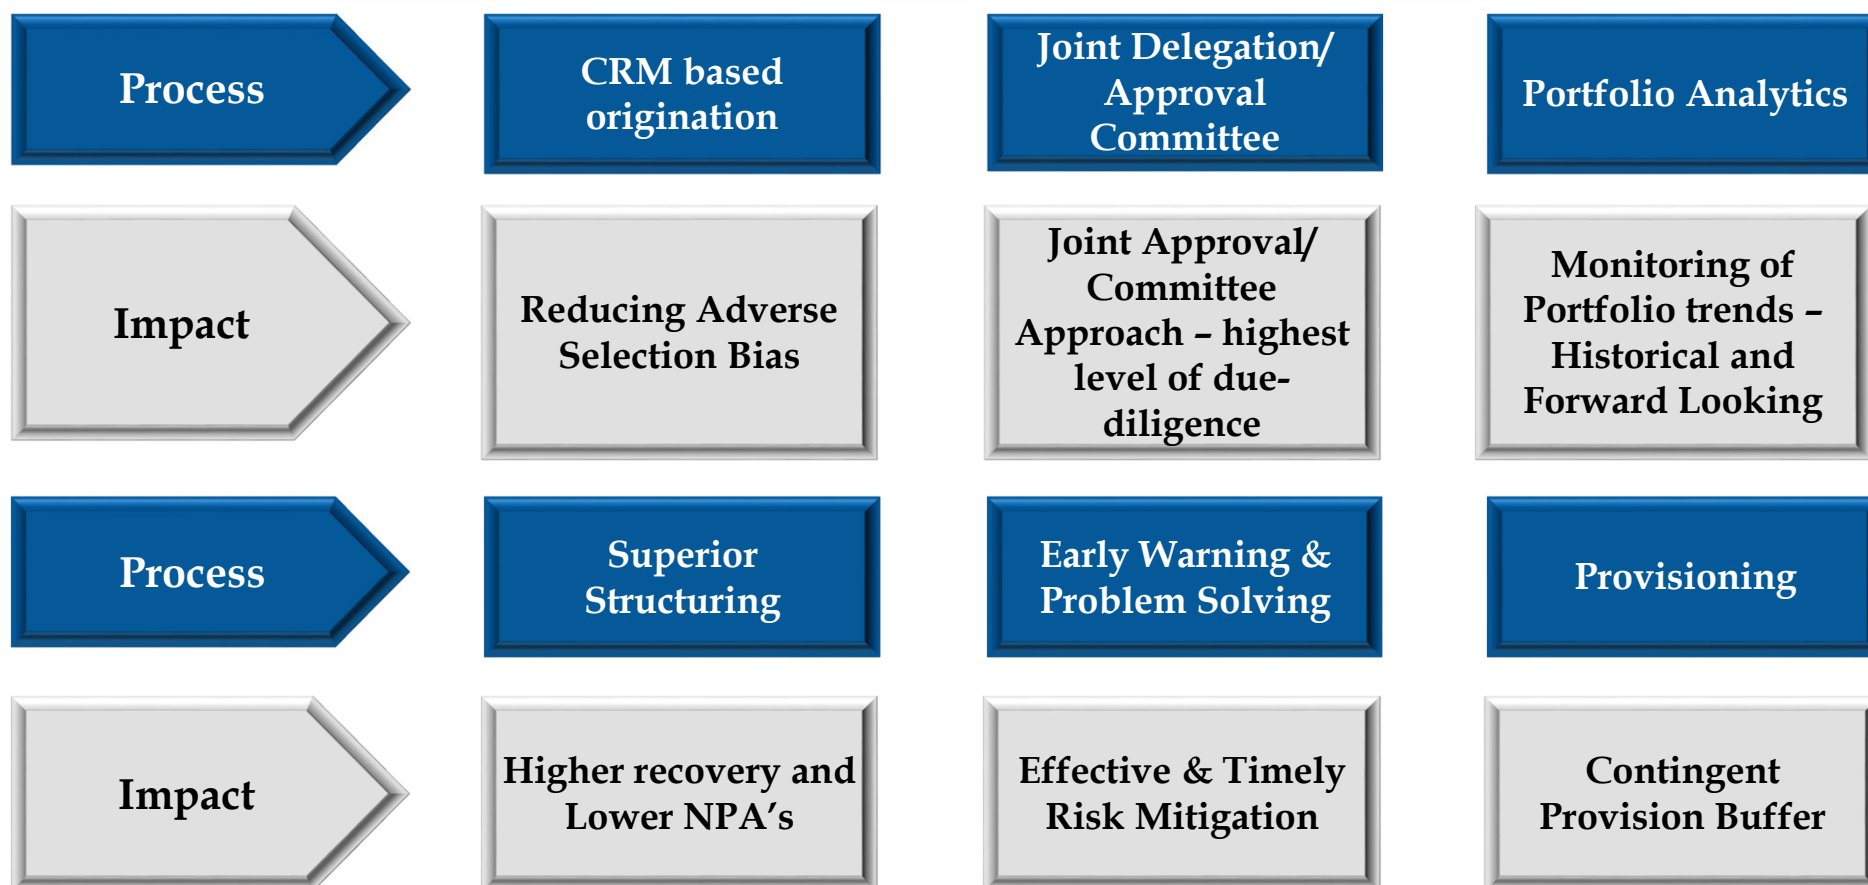 Process
CRM based
origination
Joint Delegation/
Approval
Committee
Portfolio Analytics
Impact
Reducing Adverse
Selection Bias
Joint Approval/
Committee
Approach – highest
level of due-
diligence
Monitoring of
Portfolio trends –
Historical and
Forward Looking
Process
Superior
Structuring
Early Warning &
Problem Solving
Provisioning
Impact
Higher recovery and
Lower NPA’s
Effective & Timely
Risk Mitigation
Contingent
Provision Buffer